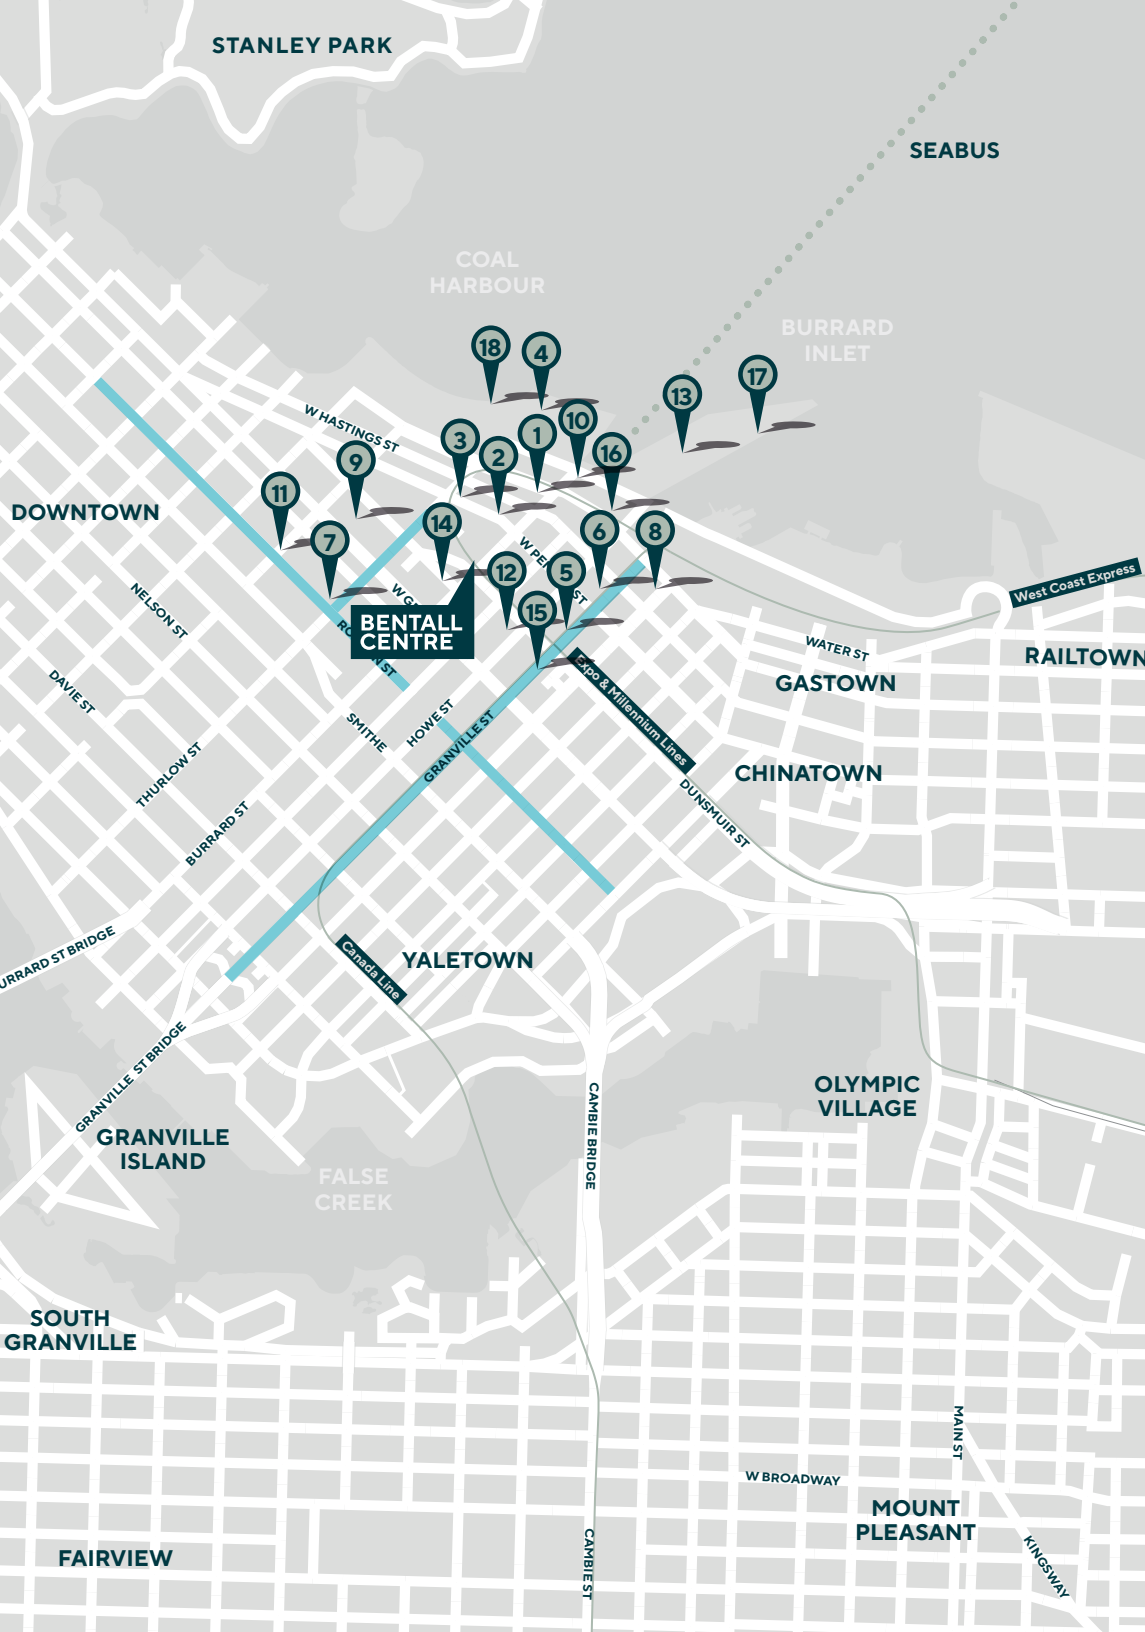 STANLEY PARK
SEABUS
COAL
HARBOUR
BURRARD
INLET
18
4
17
13
10
1
3
16
2
W HASTINGS ST
9
11
14
6
8
7
DOWNTOWN
W PE
ST
12
5
15
W G
BENTALL
CENTRE
RO
N ST
West Coast Express
NELSON ST
WATER ST
RAILTOWN
GASTOWN
Expo & Millennium Lines
DAVIE ST
SMITHE
HOWE ST
GRANVILLE ST
THURLOW ST
CHINATOWN
DUNSMUIR ST
BURRARD ST
URRARD ST BRIDGE
Canada Line
YALETOWN
GRANVILLE ST BRIDGE
OLYMPIC
VILLAGE
CAMBIE BRIDGE
GRANVILLE
ISLAND
FALSE
CREEK
SOUTH
GRANVILLE
MAIN ST
W BROADWAY
MOUNT
PLEASANT
FAIRVIEW
CAMBIE ST
KINGSWAY